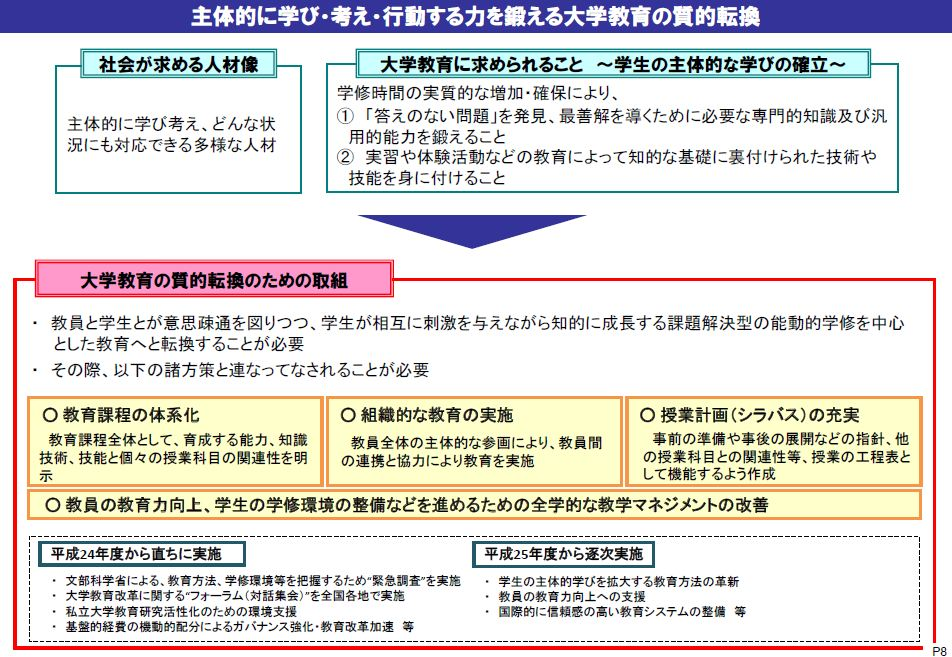 主体的に学び・考え・行動する力を鍛える大学教育の質的転換
社会が求める人材像
主体的に学び考え、どんな状
況にも対応できる多様な人材
大学教育に求められること　～学生の主体的な学びの確立～
学修時間の実質的な増加・確保により、
①　「答えのない問題」を発見、最善解を導くために必要な専門的知識及び汎
用的能力を鍛えること
②　実習や体験活動などの教育によって知的な基礎に裏付けられた技術や
技能を身に付けること
大学教育の質的転換のための取組
・　教員と学生とが意思疎通を図りつつ、学生が相互に刺激を与えながら知的に成長する課題解決型の能動的学修を中心
とした教育へと転換することが必要
・　その際、以下の諸方策と連なってなされることが必要
○ 教育課程の体系化
教育課程全体として、育成する能力、知識
技術、技能と個々の授業科目の関連性を明
示
○ 組織的な教育の実施
教員全体の主体的な参画により、教員間
の連携と協力により教育を実施
○ 授業計画（シラバス）の充実
事前の準備や事後の展開などの指針、他
の授業科目との関連性等、授業の工程表と
して機能するよう作成
○ 教員の教育力向上、学生の学修環境の整備などを進めるための全学的な教学マネジメントの改善
平成24年度から直ちに実施
・　文部科学省による、教育方法、学修環境等を把握するため“緊急調査”を実施
・　大学教育改革に関する“フォーラム（対話集会）”を全国各地で実施
・　私立大学教育研究活性化のための環境支援
・　基盤的経費の機動的配分によるガバナンス強化・教育改革加速　等
平成25年度から逐次実施
・　学生の主体的学びを拡大する教育方法の革新
・　教員の教育力向上への支援
・　国際的に信頼感の高い教育システムの整備　等
P8